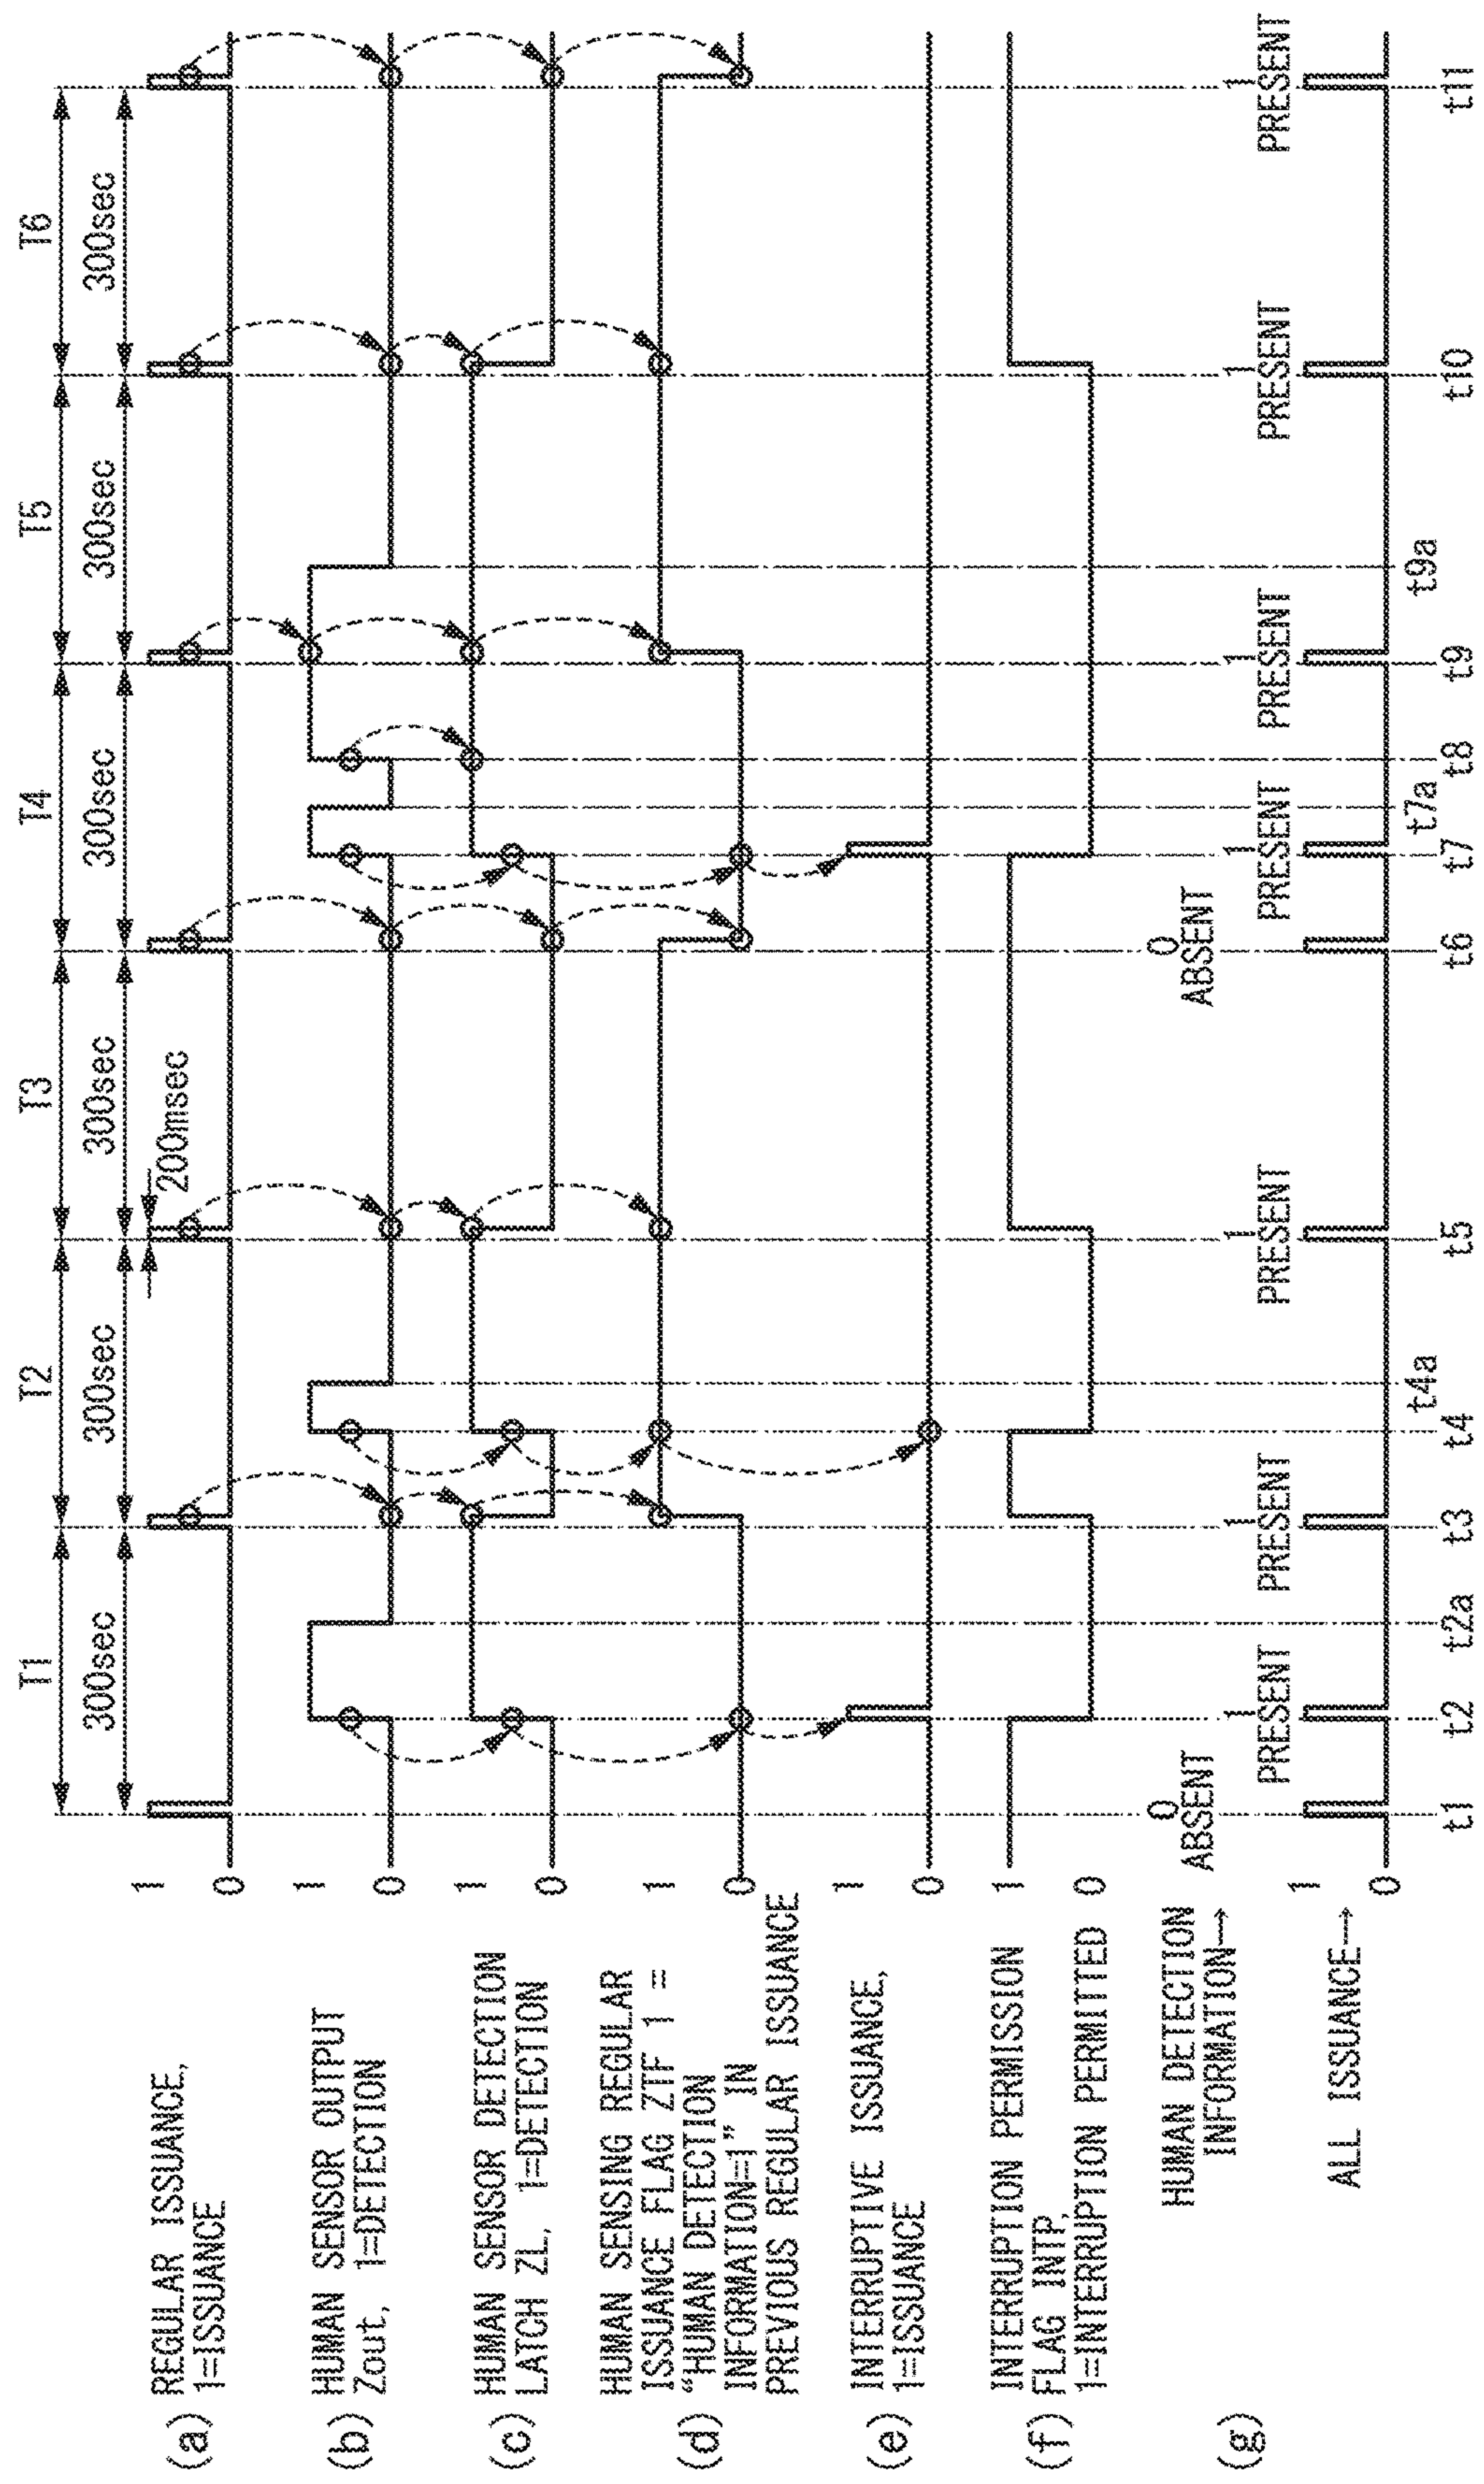 T1
T2
T3
T4
T5
T6
300sec
300sec
300sec
300sec
300sec
300sec
200msec
(a) REGULAR ISSUANCE,
1=ISSUANCE
1
0
(b) HUMAN SENSOR OUTPUT
Zout, 1=DETECTION
1
0
(c) HUMAN SENSOR DETECTION
LATCH ZL, 1=DETECTION
1
0
(d) HUMAN SENSING REGULAR
ISSUANCE FLAG ZTF 1 =
“HUMAN DETECTION
INFORMATION=1” IN
PREVIOUS REGULAR ISSUANCE
1
0
(e) INTERRUPTIVE ISSUANCE,
1=ISSUANCE
1
0
(f) INTERRUPTION PERMISSION
FLAG INTP,
1=INTERRUPTION PERMITTED
1
0
(g) HUMAN DETECTION
INFORMATION→
0
ABSENT
1
PRESENT
1
PRESENT
1
PRESENT
0
ABSENT
1
PRESENT
1
PRESENT
1
PRESENT
1
PRESENT
ALL ISSUANCE→
1
0
t1
t2
t2a
t3
t4
t4a
t5
t6
t7
t7a
t8
t9
t9a
t10
t11